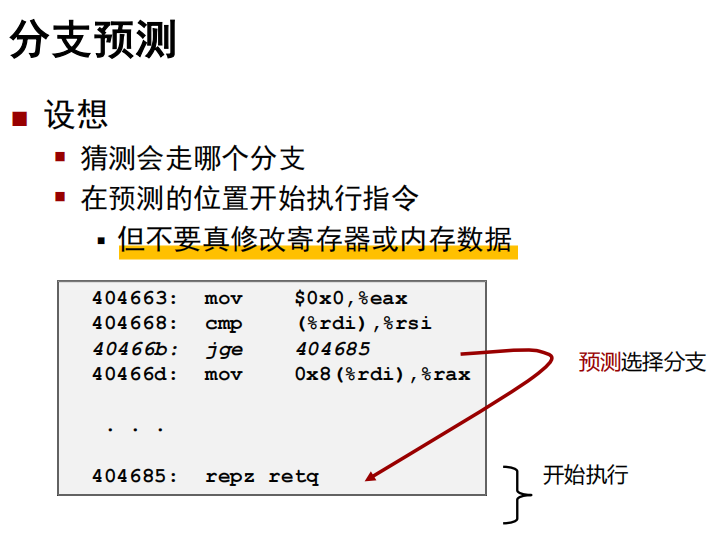 分支预测
设想
猜测会走哪个分支
在预测的位置开始执行指令
但不要真修改寄存器或内存数据
404663: mov $0x0,%eax
404668: cmp (%rdi),%rsi
40466b: jge 404685
40466d: mov 0x8(%rdi),%rax
. . .
404685: repz retq
预测选择分支
开始执行